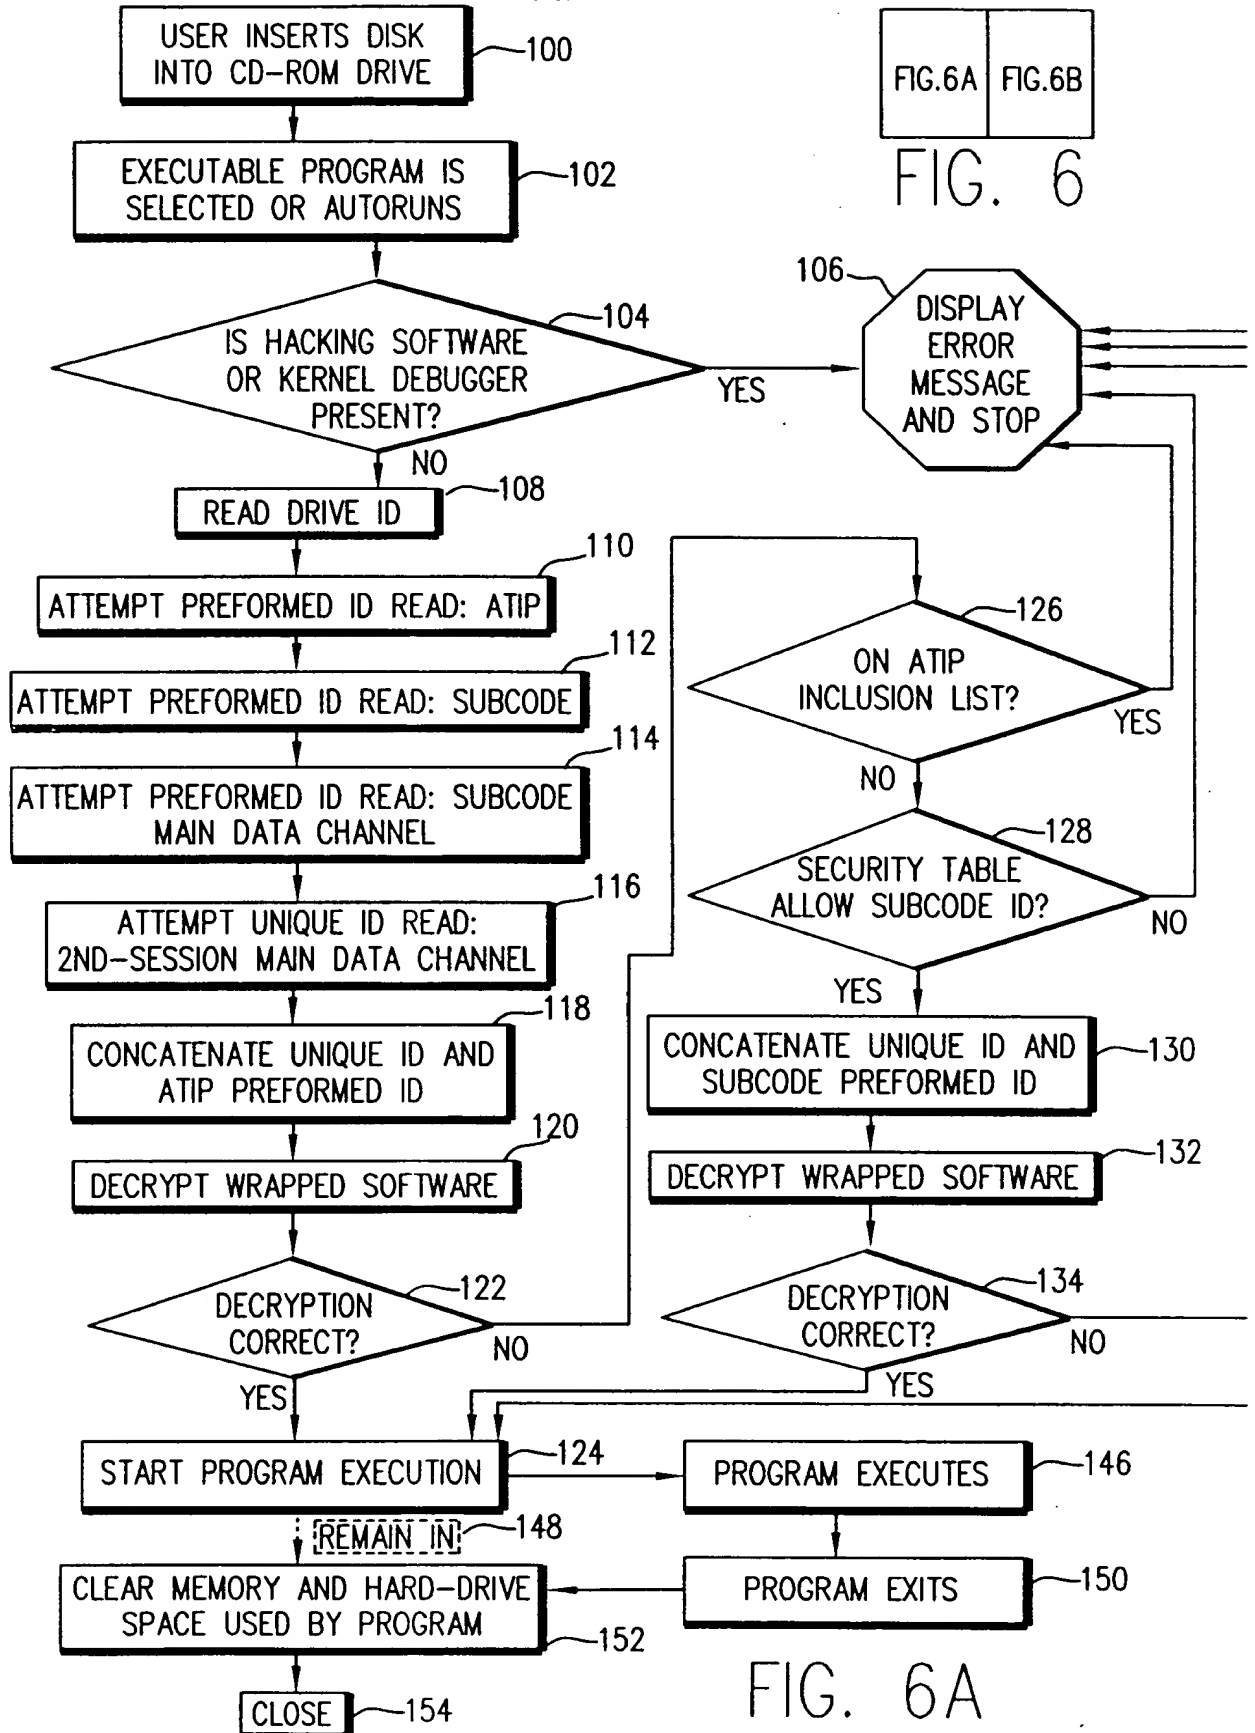 USER INSERTS DISK
INTO CD-ROM DRIVE
100
EXECUTABLE PROGRAM IS
SELECTED OR AUTORUNS
102
IS HACKING SOFTWARE
OR KERNEL DEBUGGER
PRESENT?
104
YES
NO
READ DRIVE ID
108
110
ATTEMPT PREFORMED ID READ: ATIP
112
ATTEMPT PREFORMED ID READ: SUBCODE
114
ATTEMPT PREFORMED ID READ: SUBCODE
MAIN DATA CHANNEL
116
ATTEMPT UNIQUE ID READ:
2ND-SESSION MAIN DATA CHANNEL
118
CONCATENATE UNIQUE ID AND
ATIP PREFORMED ID
120
DECRYPT WRAPPED SOFTWARE
122
DECRYPTION
CORRECT?
NO
YES
START PROGRAM EXECUTION
124
REMAIN IN
148
CLEAR MEMORY AND HARD-DRIVE
SPACE USED BY PROGRAM
152
CLOSE
154
FIG.6A
FIG.6B
FIG. 6
106
DISPLAY
ERROR
MESSAGE
AND STOP
126
ON ATIP
INCLUSION LIST?
YES
NO
128
SECURITY TABLE
ALLOW SUBCODE ID?
NO
YES
CONCATENATE UNIQUE ID AND
SUBCODE PREFORMED ID
130
DECRYPT WRAPPED SOFTWARE
132
134
DECRYPTION
CORRECT?
NO
YES
PROGRAM EXECUTES
146
PROGRAM EXITS
150
FIG. 6A